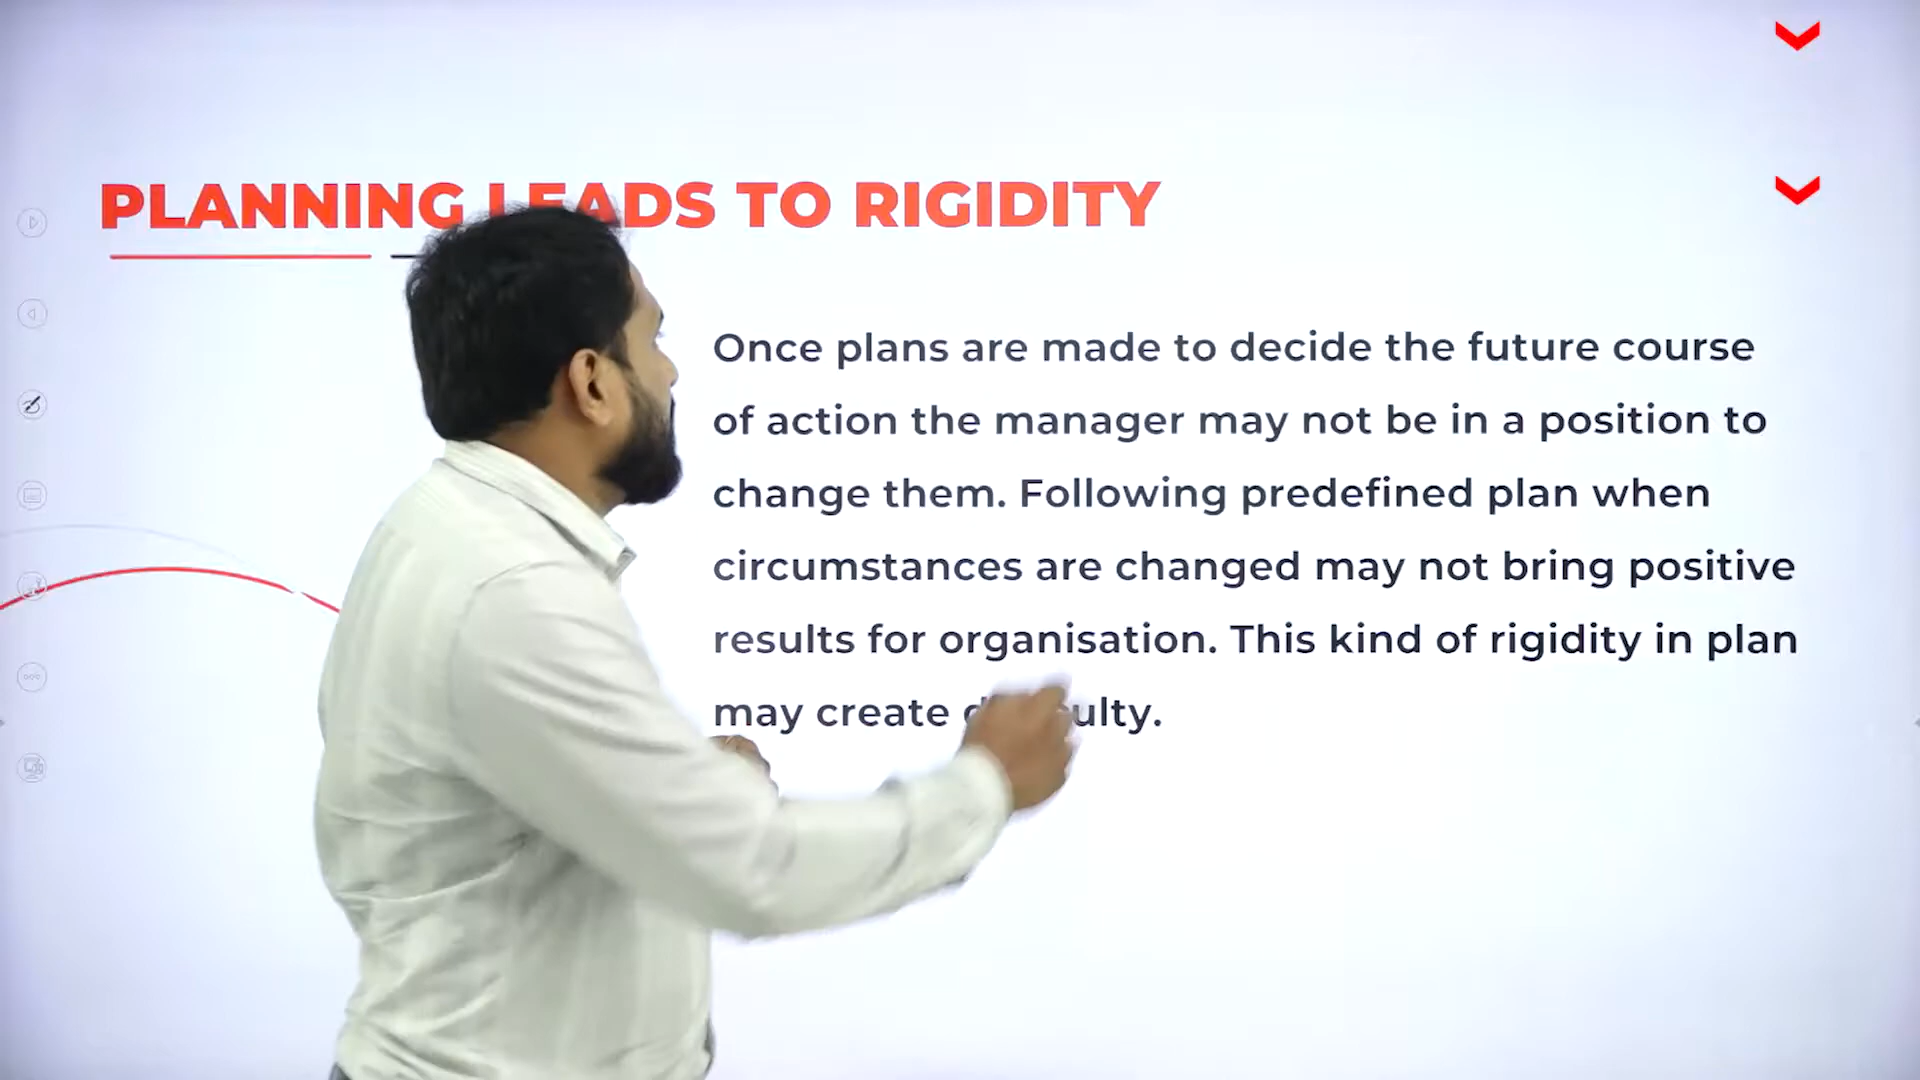 PLANNING LEADS TO RIGIDITY
Once plans are made to decide the future course
of action the manager may not be in a position to
change them. Following predefined plan when
circumstances are changed may not bring positive
results for organisation. This kind of rigidity in plan
may create